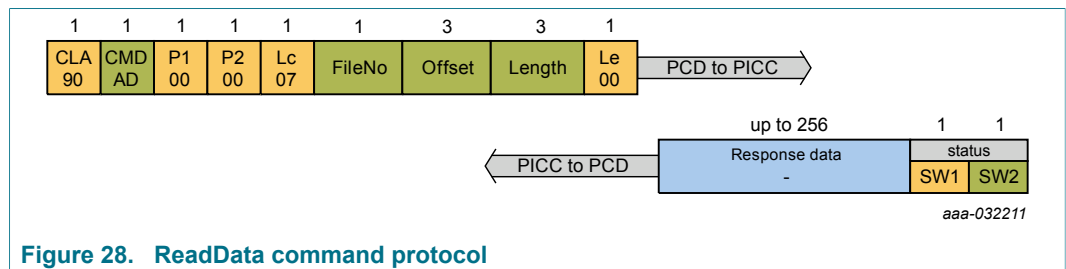 1 1 1 1 1 1 3 3 1
CLA CMD P1 P2 Lc FileNo Offset Length Le PCD to PICC
90 AD 00 00 07 00
up to 256 1 1
PICC to PCD Response data status
- SW1 SW2
aaa-032211
Figure 28. ReadData command protocol